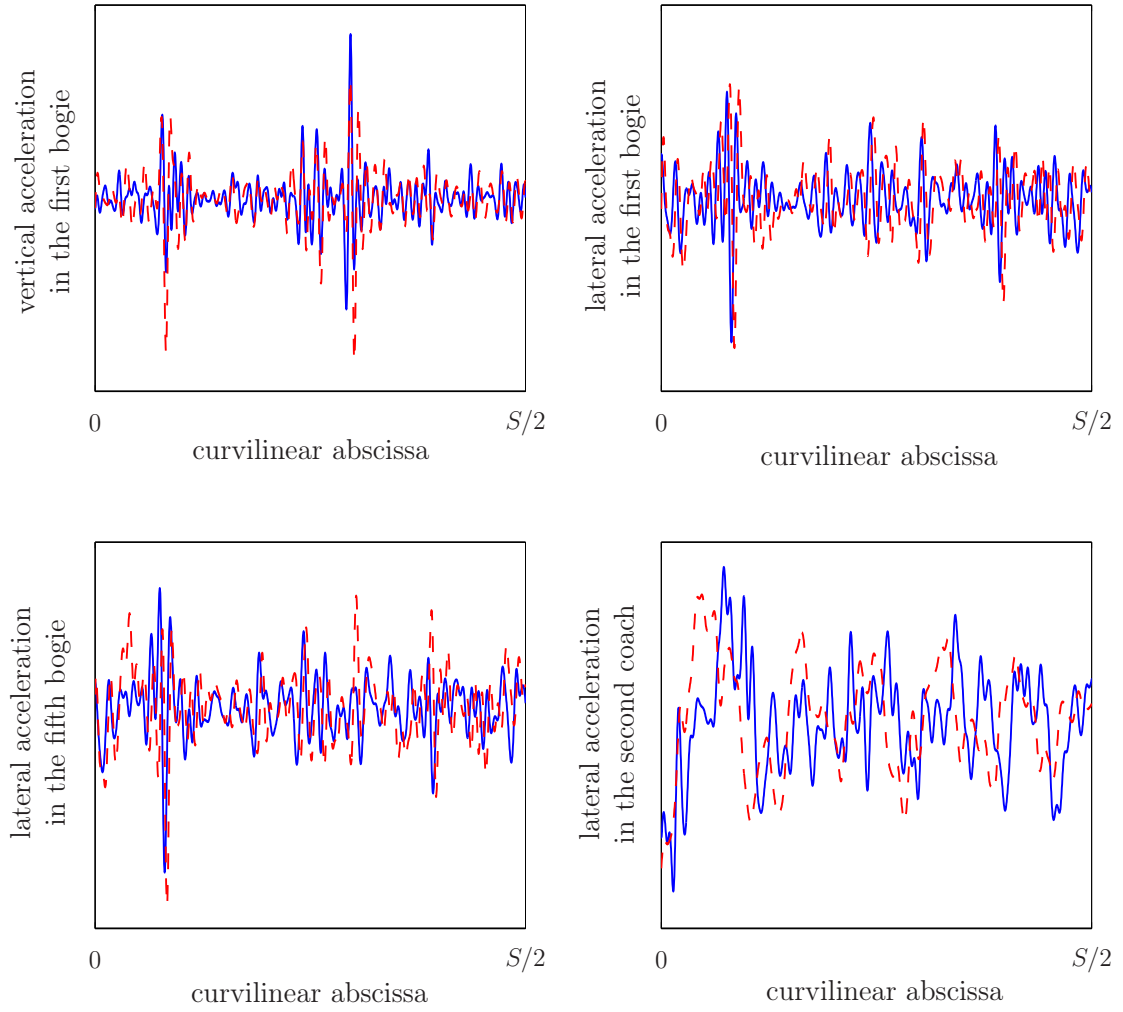 vertical acceleration
in the first bogie
0
S/2
curvilinear abscissa
lateral acceleration
in the first bogie
0
S/2
curvilinear abscissa
lateral acceleration
in the fifth bogie
0
S/2
curvilinear abscissa
lateral acceleration
in the second coach
0
S/2
curvilinear abscissa